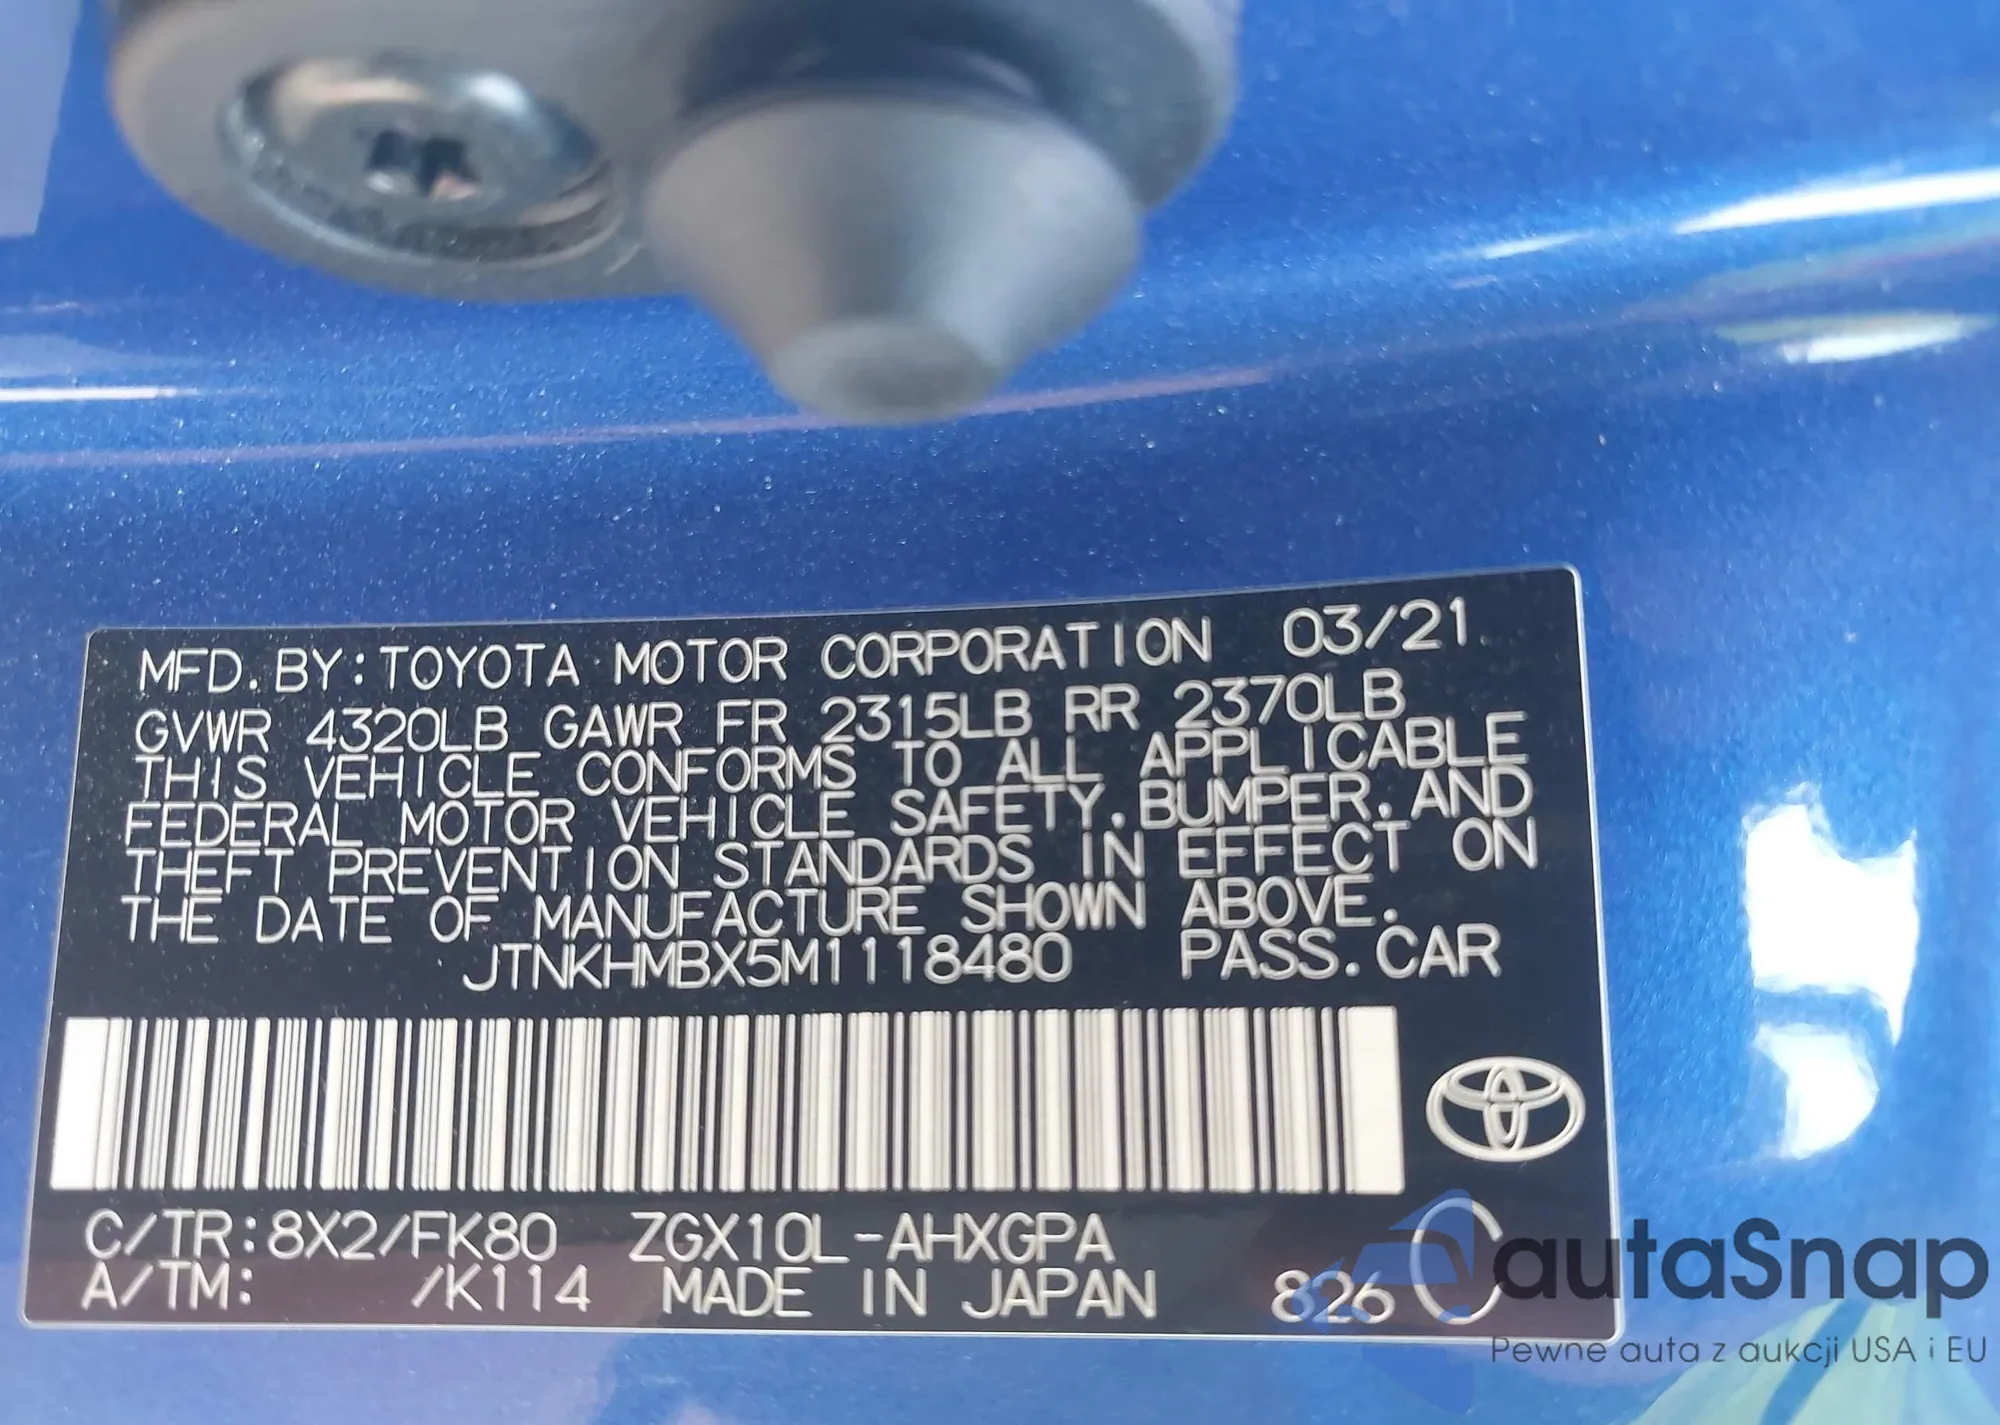 MFD. BY: TOYOTA MOTOR CORPORATION 03/21
GVWR 4320LB GAWR FR 2315LB RR 2370LB
THIS VEHICLE CONFORMS TO ALL APPLICABLE
FEDERAL MOTOR VEHICLE SAFETY, BUMPER, AND
THEFT PREVENTION STANDARDS IN EFFECT ON
THE DATE OF MANUFACTURE SHOWN ABOVE.
JTNKHMBX5M1118480 PASS. CAR
C/TR: 8X2/FK80 ZGX10L-AHXGPA
A/TM: /K114 MADE IN JAPAN 826 C
autaSnap
Pewne auta z aukcji USA i EU